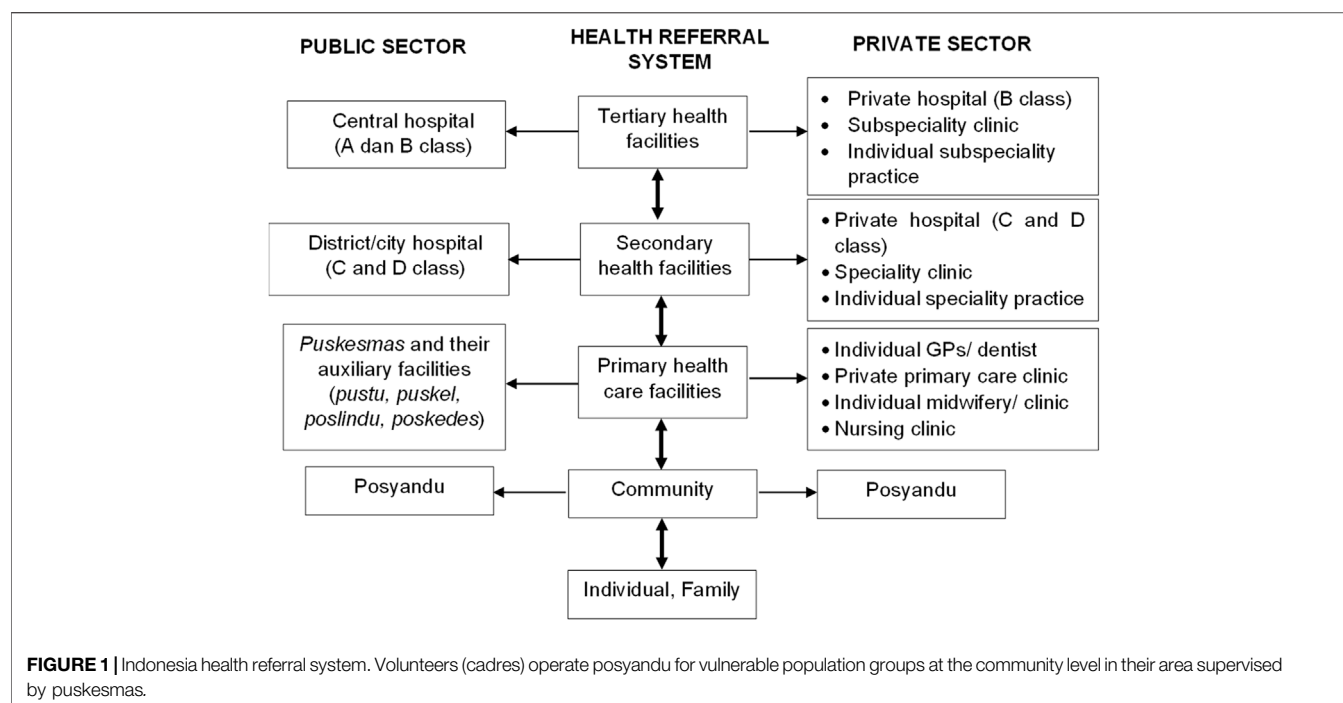 PUBLIC SECTOR
HEALTH REFERRAL
SYSTEM
PRIVATE SECTOR
Central hospital
(A dan B class)
Tertiary health
facilities
• Private hospital (B class)
• Subspeciality clinic
• Individual subspeciality
practice
District/city hospital
(C and D class)
Secondary
health facilities
• Private hospital (C and D
class)
• Speciality clinic
• Individual speciality practice
Puskesmas and their
auxiliary facilities
(pustu, puskel,
poslindu, poskedes)
Primary health
care facilities
• Individual GPs/ dentist
• Private primary care clinic
• Individual midwifery/ clinic
• Nursing clinic
Posyandu
Community
Posyandu
Individual, Family
FIGURE 1 | Indonesia health referral system. Volunteers (cadres) operate posyandu for vulnerable population groups at the community level in their area supervised
by puskesmas.